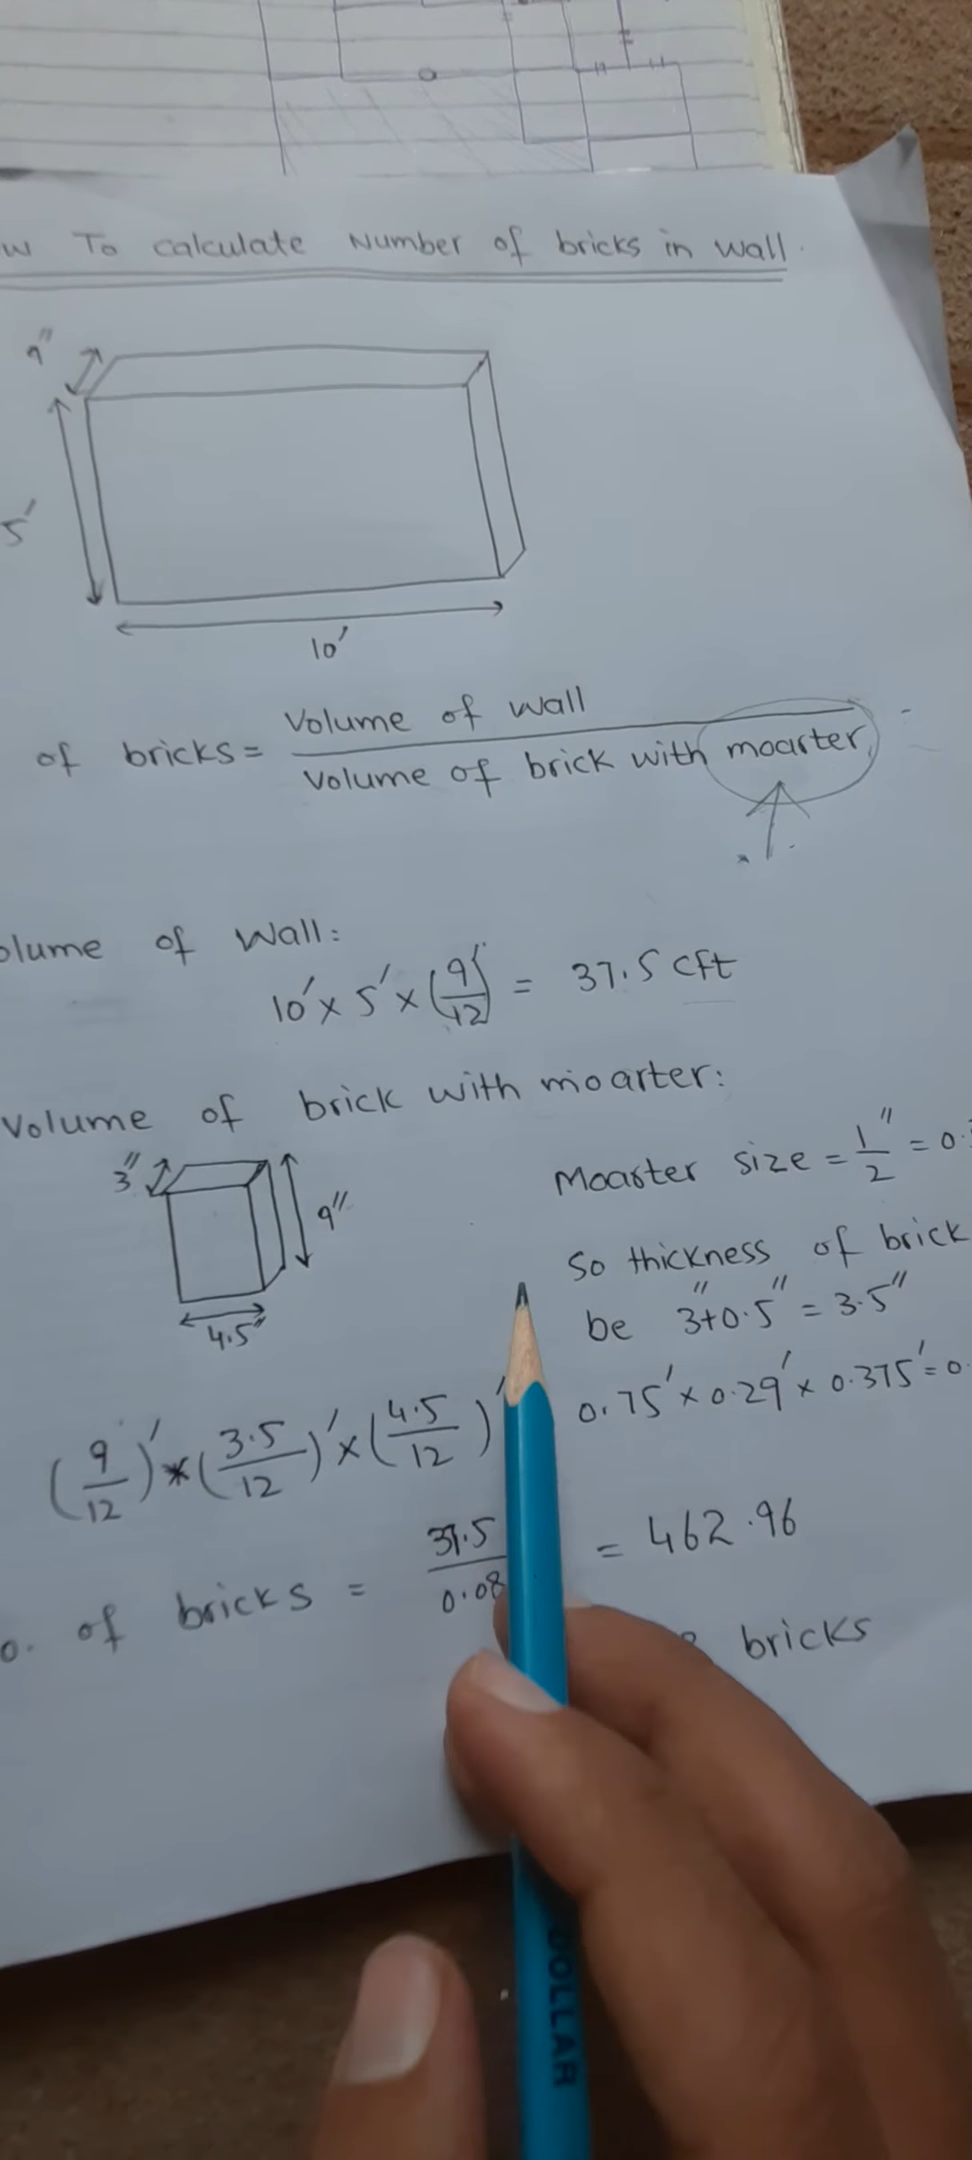 w To calculate Number of bricks in wall.
9"
5'
10'
of bricks = Volume of wall
Volume of brick with moarter
olume of Wall:
10' x 5' x (9/12)' = 37.5 cft
Volume of brick with moarter:
3"
9"
4.5"
Moarter size = 1/2" = 0.
So thickness of brick
be 3"+0.5" = 3.5"
(9/12)' x (3.5/12)' x (4.5/12)'
0.75' x 0.29' x 0.375' = 0.
o. of bricks = 37.5/0.08 = 462.96
bricks
DOLLAR